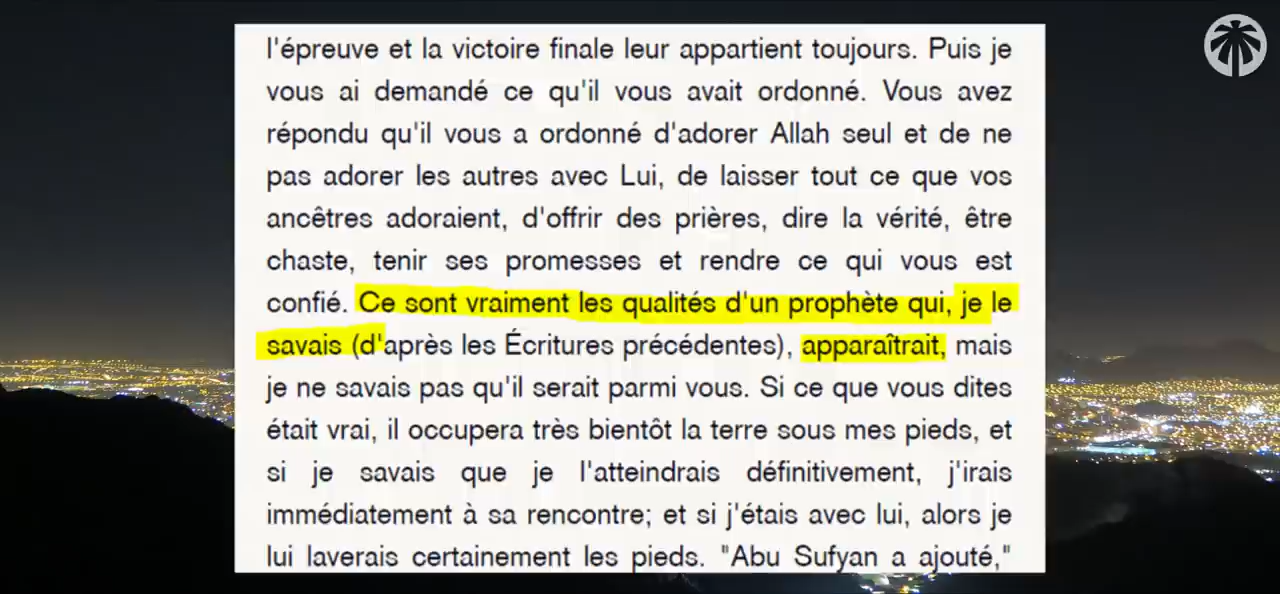 l'épreuve et la victoire finale leur appartient toujours. Puis je
vous ai demandé ce qu'il vous avait ordonné. Vous avez
répondu qu'il vous a ordonné d'adorer Allah seul et de ne
pas adorer les autres avec Lui, de laisser tout ce que vos
ancêtres adoraient, d'offrir des prières, dire la vérité, être
chaste, tenir ses promesses et rendre ce qui vous est
confié. Ce sont vraiment les qualités d'un prophète qui, je le
savais (d'après les Écritures précédentes), apparaîtrait, mais
je ne savais pas qu'il serait parmi vous. Si ce que vous dites
était vrai, il occupera très bientôt la terre sous mes pieds, et
si je savais que je l'atteindrais définitivement, j'irais
immédiatement à sa rencontre; et si j'étais avec lui, alors je
lui laverais certainement les pieds. "Abu Sufyan a ajouté,"